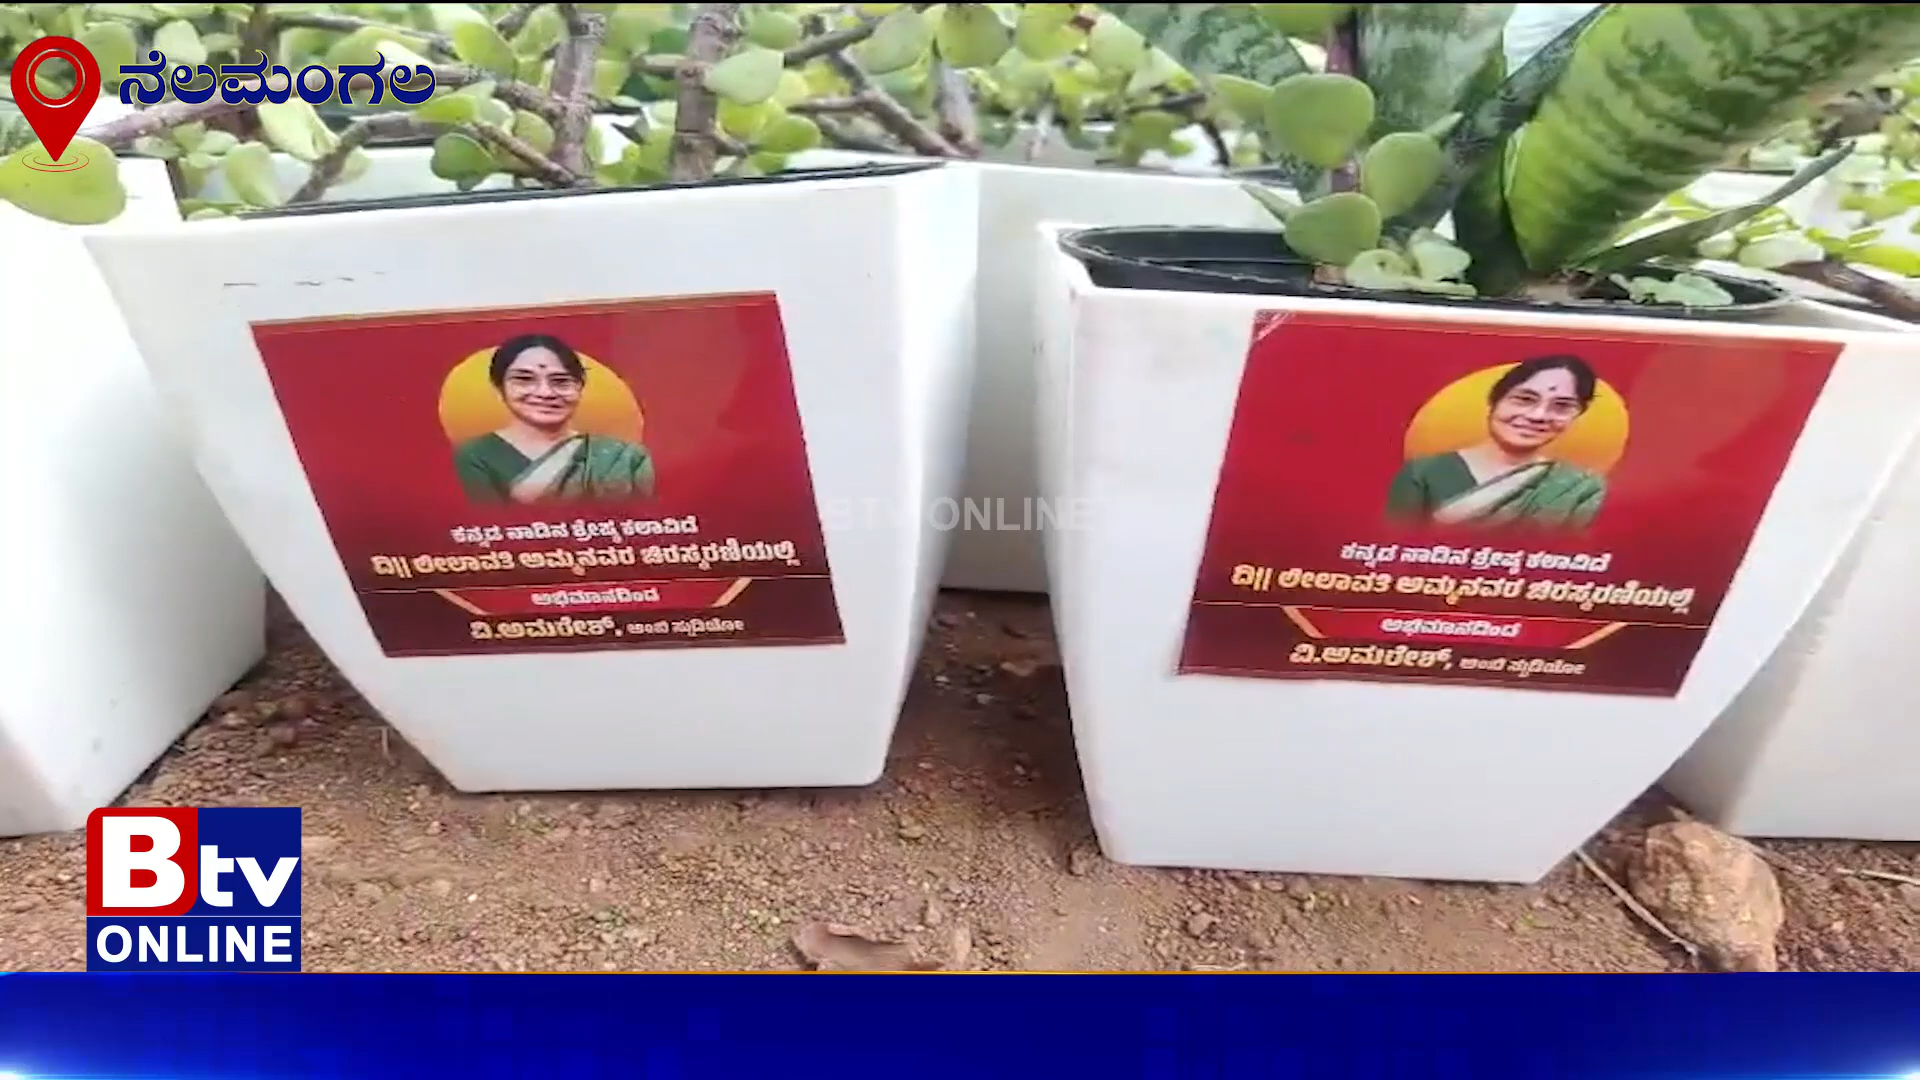 ನೆಲಮಂಗಲ
BTV ONLINE
ಕನ್ನಡ ನಾಡಿನ ಶ್ರೇಷ್ಠ ಕಲಾವಿದೆ
ದಿ|| ಲೀಲಾವತಿ ಅಮ್ಮನವರ ಚಿರಸ್ಮರಣೆಯಲ್ಲಿ
ಅಭಿಮಾನದಿಂದ
ವಿ.ಅಮರೇಶ್, ಅಂಬಿ ಸ್ಟುಡಿಯೋ
ಕನ್ನಡ ನಾಡಿನ ಶ್ರೇಷ್ಠ ಕಲಾವಿದೆ
ದಿ|| ಲೀಲಾವತಿ ಅಮ್ಮನವರ ಚಿರಸ್ಮರಣೆಯಲ್ಲಿ
ಅಭಿಮಾನದಿಂದ
ವಿ.ಅಮರೇಶ್, ಅಂಬಿ ಸ್ಟುಡಿಯೋ
Btv
ONLINE